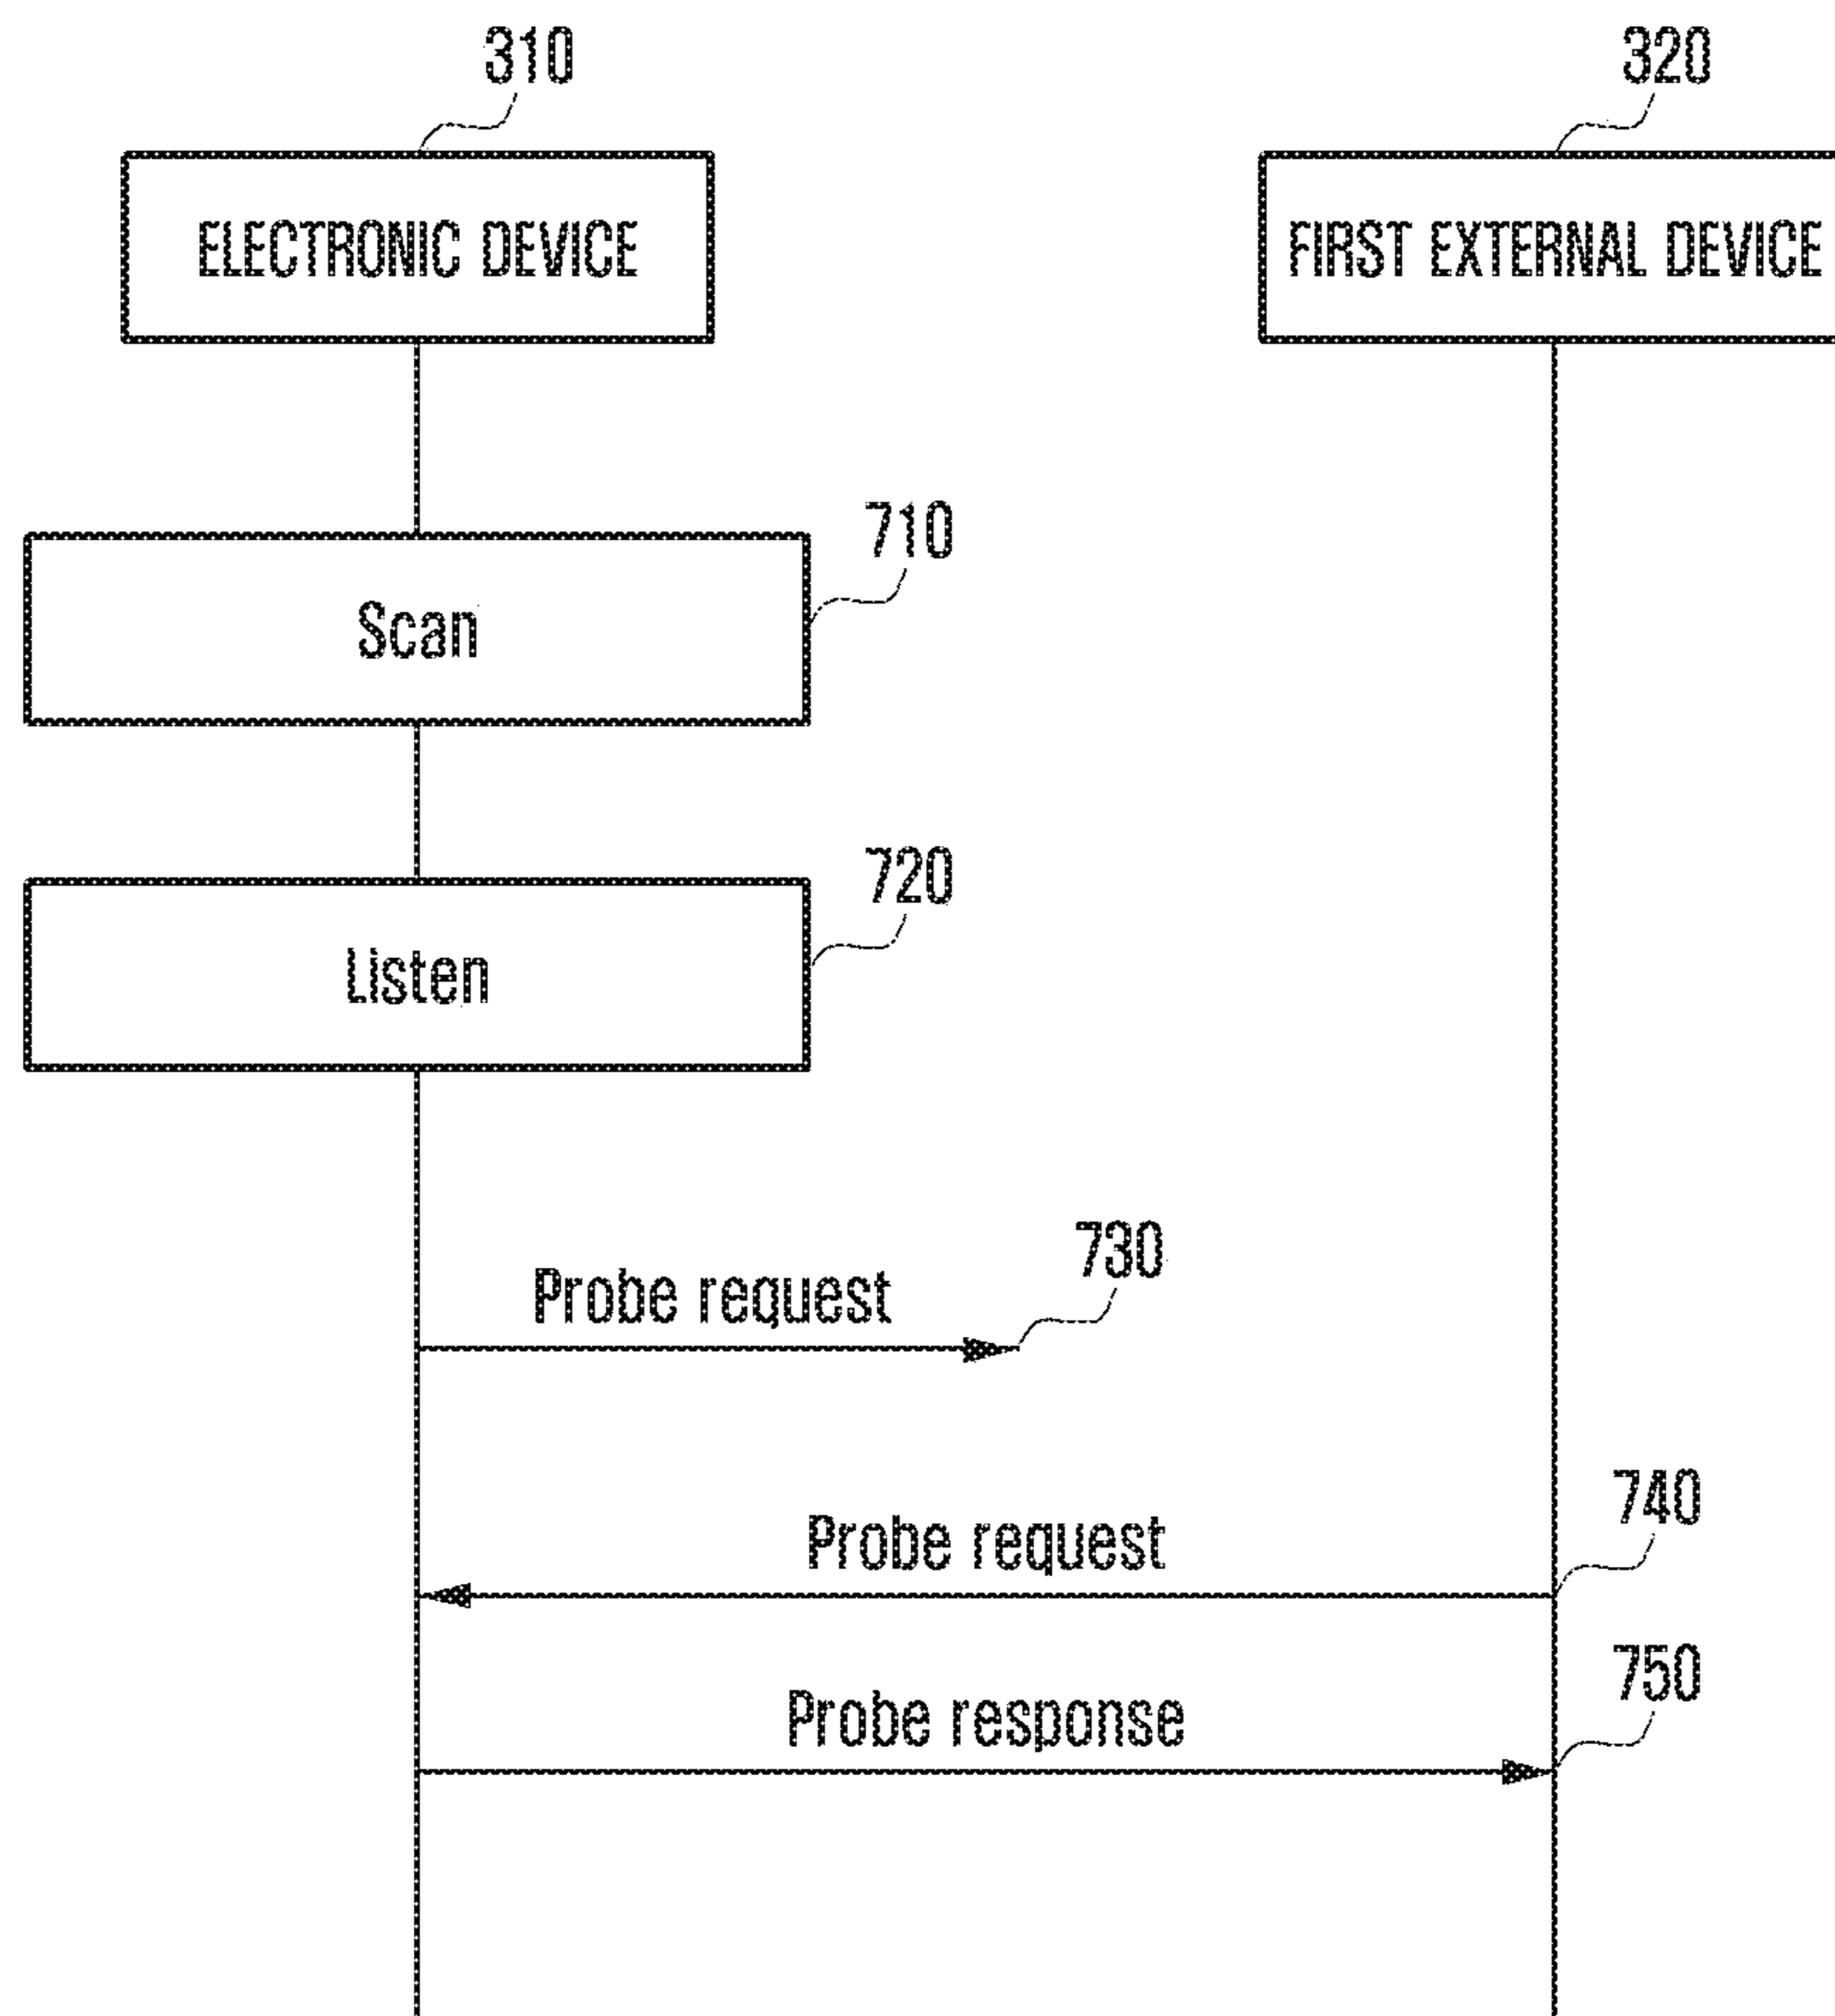 310
320
ELECTRONIC DEVICE
FIRST EXTERNAL DEVICE
710
Scan
720
Listen
730
Probe request
740
Probe request
750
Probe response